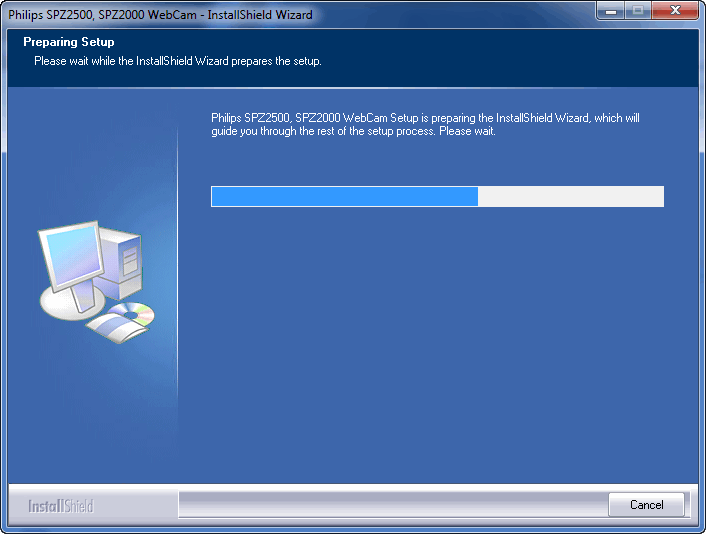 Philips SPZ2500, SPZ2000 WebCam - InstallShield Wizard
Preparing Setup
Please wait while the InstallShield Wizard prepares the setup.
Philips SPZ2500, SPZ2000 WebCam Setup is preparing the InstallShield Wizard, which will
guide you through the rest of the setup process. Please wait.
InstallShield
Cancel